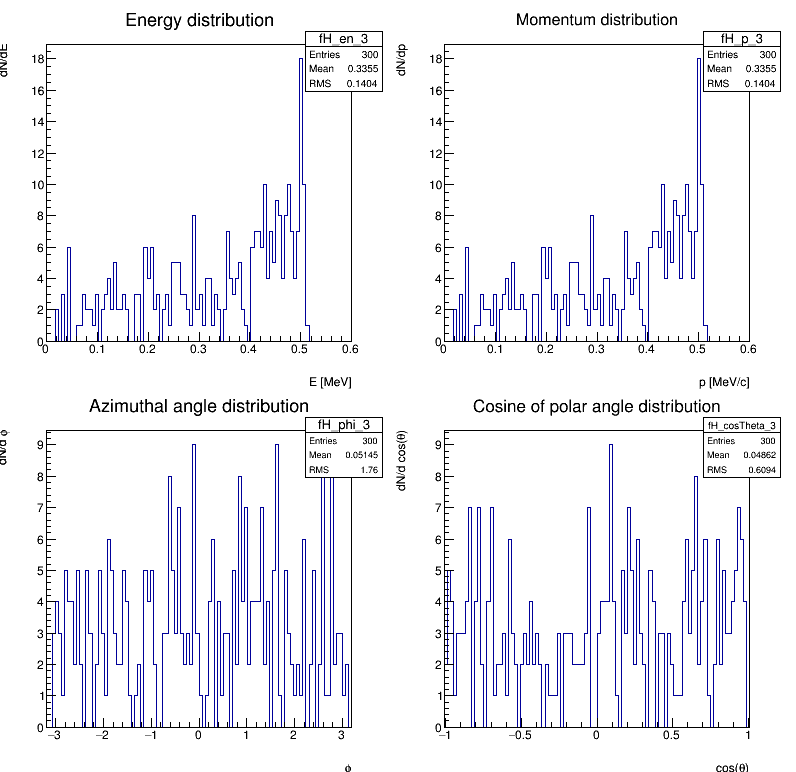 Energy distribution
dN/dE
fH_en_3
Entries 300
Mean 0.3355
RMS 0.1404
18
16
14
12
10
8
6
4
2
0
0 0.1 0.2 0.3 0.4 0.5 0.6
E [MeV]
Momentum distribution
dN/dp
fH_p_3
Entries 300
Mean 0.3355
RMS 0.1404
18
16
14
12
10
8
6
4
2
0
0 0.1 0.2 0.3 0.4 0.5 0.6
p [MeV/c]
Azimuthal angle distribution
dN/d ϕ
fH_phi_3
Entries 300
Mean 0.05145
RMS 1.76
9
8
7
6
5
4
3
2
1
0
−3 −2 −1 0 1 2 3
ϕ
Cosine of polar angle distribution
dN/d cos(θ)
fH_cosTheta_3
Entries 300
Mean 0.04862
RMS 0.6094
9
8
7
6
5
4
3
2
1
0
−1 −0.5 0 0.5 1
cos(θ)